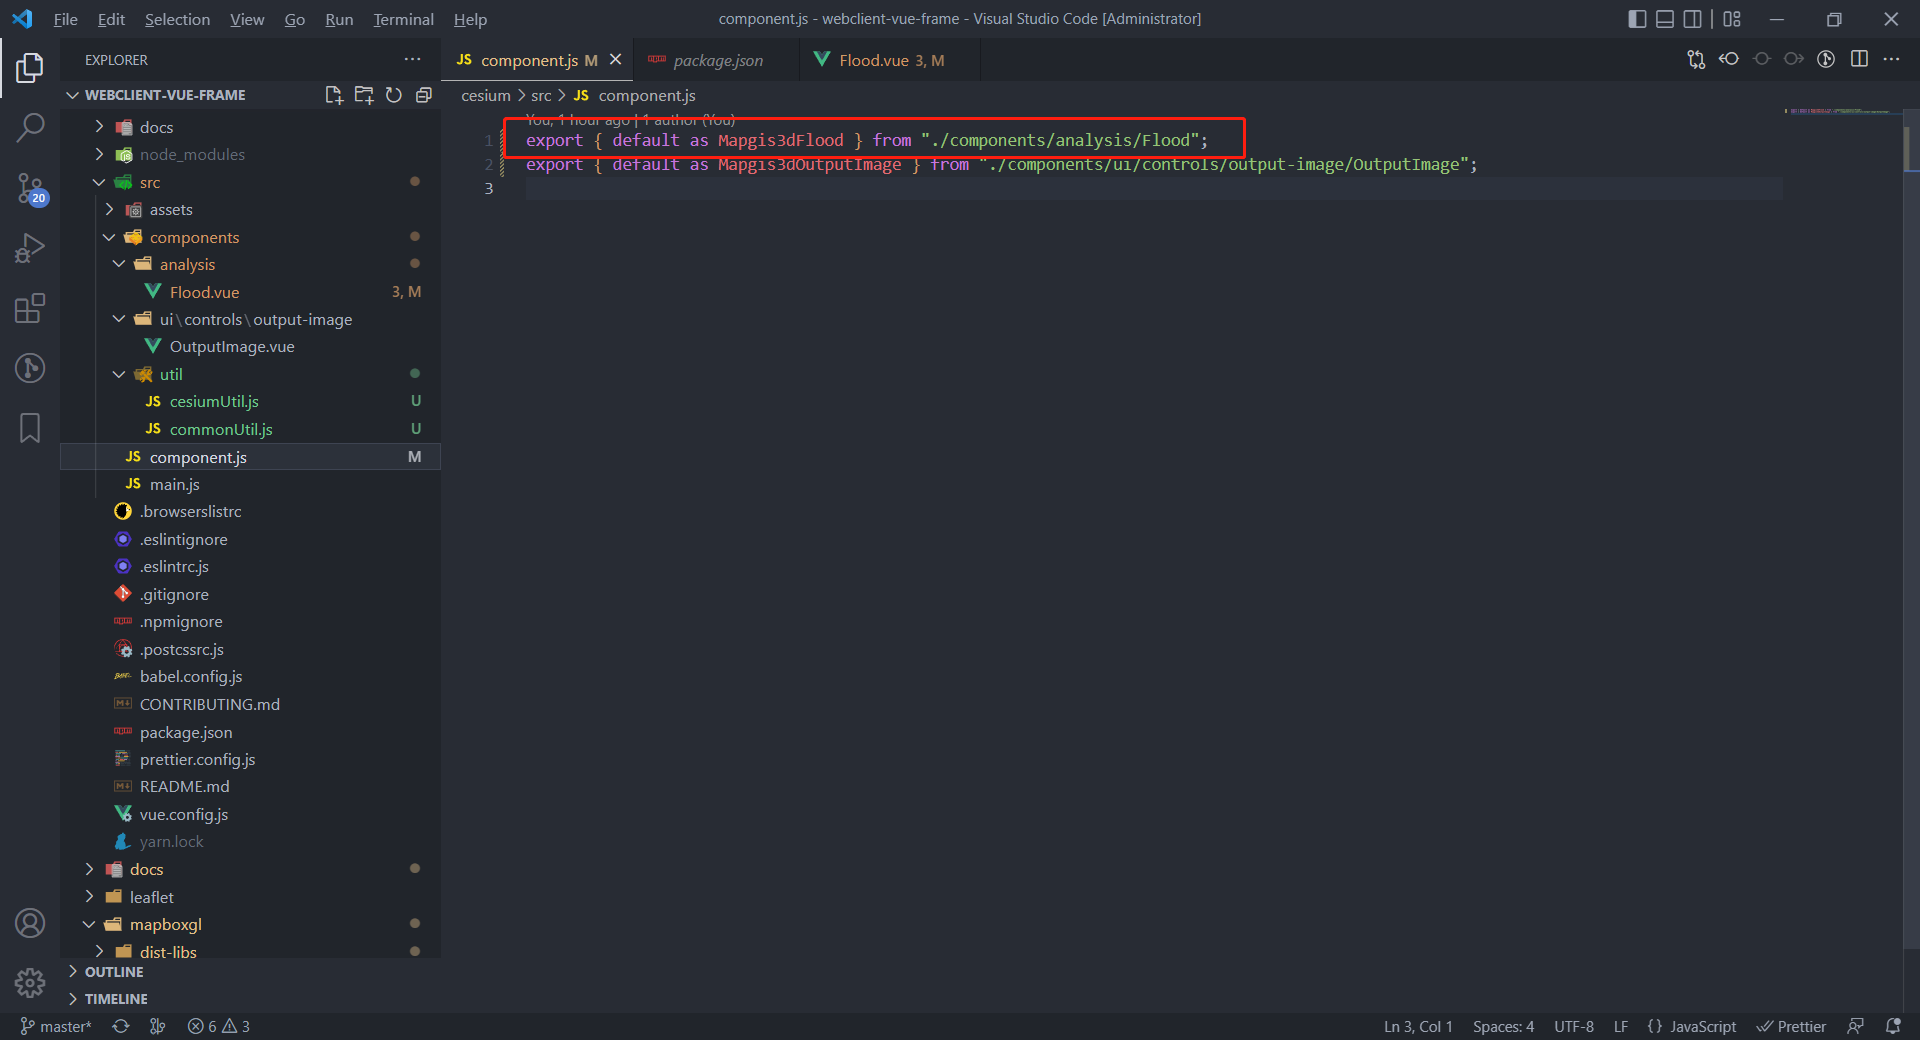 File Edit Selection View Go Run Terminal Help
component.js - webclient-vue-frame - Visual Studio Code [Administrator]
EXPLORER
JS component.js M
package.json
Flood.vue 3, M
WEBCLIENT-VUE-FRAME
cesium > src > JS component.js
You, 1 hour ago | 1 author (You)
1 export { default as Mapgis3dFlood } from "./components/analysis/Flood";
2 export { default as Mapgis3dOutputImage } from "./components/ui/controls/output-image/OutputImage";
3
docs
node_modules
src
assets
components
analysis
Flood.vue 3, M
ui\controls\output-image
OutputImage.vue
util
JS cesiumUtil.js U
JS commonUtil.js U
JS component.js M
JS main.js
.browserslistrc
.eslintignore
.eslintrc.js
.gitignore
.npmignore
.postcssrc.js
babel.config.js
CONTRIBUTING.md
package.json
prettier.config.js
README.md
vue.config.js
yarn.lock
docs
leaflet
mapboxgl
dist-libs
OUTLINE
TIMELINE
20
master* 6 3
Ln 3, Col 1 Spaces: 4 UTF-8 LF {} JavaScript Prettier